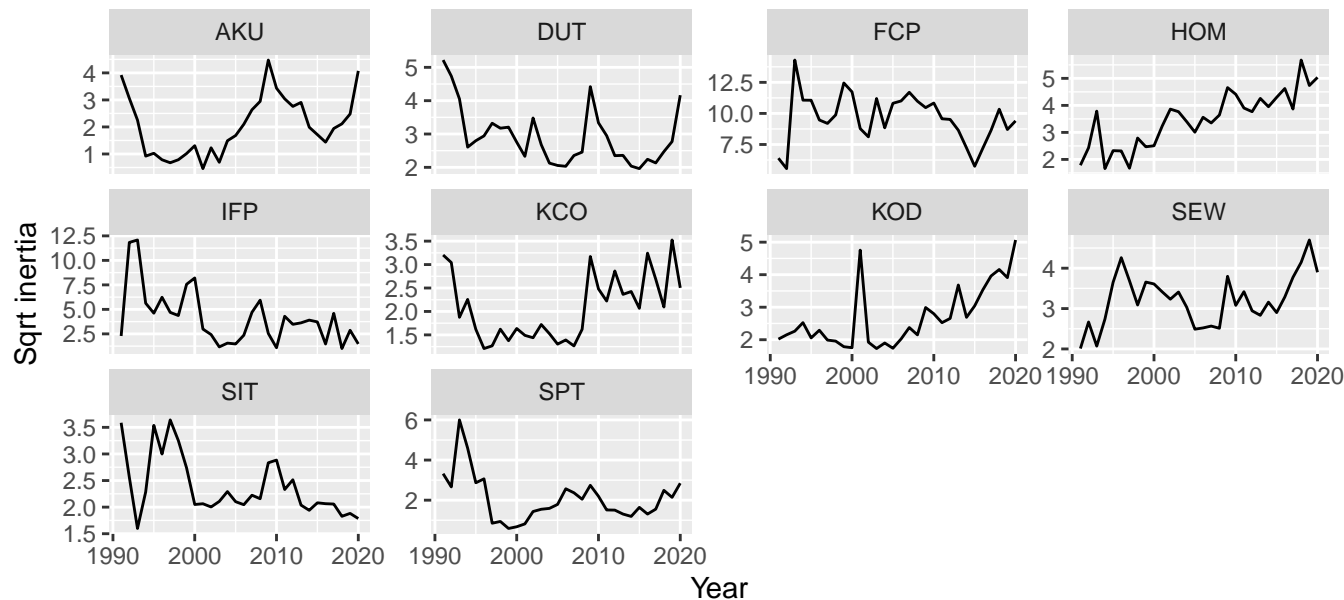 AKU DUT FCP HOM
4 3 2 1
5 4 3 2
12.5 10.0 7.5
5 4 3 2
IFP KCO KOD SEW
12.5 10.0 7.5 5.0 2.5
3.5 3.0 2.5 2.0 1.5
5 4 3 2
4 3 2
1990 2000 2010 2020 1990 2000 2010 2020
SIT SPT
3.5 3.0 2.5 2.0 1.5
6 4 2
1990 2000 2010 2020 1990 2000 2010 2020
Sqrt inertia
Year